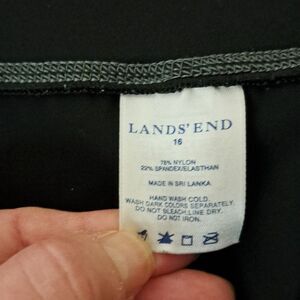 LANDS' END
16
78% NYLON
22% SPANDEX/ELASTHAN
MADE IN SRI LANKA
HAND WASH COLD.
WASH DARK COLORS SEPARATELY.
DO NOT BLEACH.LINE DRY.
DO NOT IRON.